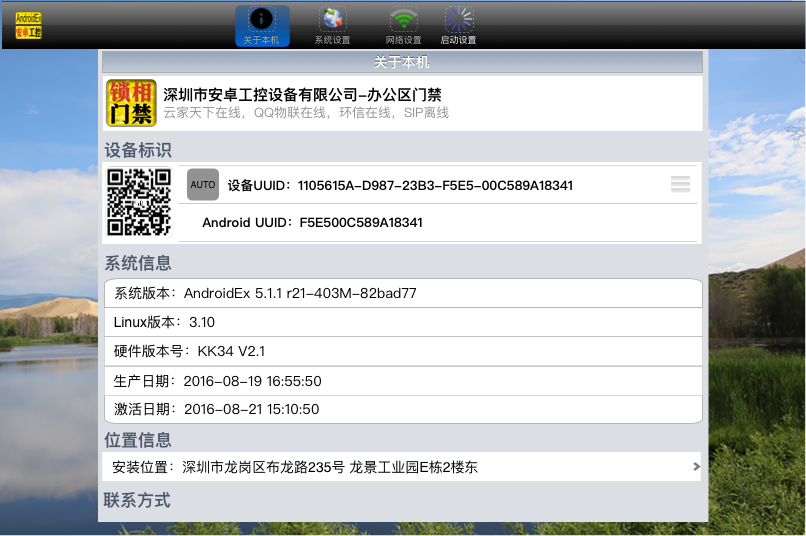 AndroidEx
安卓工控
关于本机
系统设置
网络设置
启动设置
关于本机
锁相
门禁
深圳市安卓工控设备有限公司-办公区门禁
云家天下在线，QQ物联在线，环信在线，SIP离线
设备标识
AUTO
设备UUID：1105615A-D987-23B3-F5E5-00C589A18341
Android UUID：F5E500C589A18341
系统信息
系统版本：AndroidEx 5.1.1 r21-403M-82bad77
Linux版本：3.10
硬件版本号：KK34 V2.1
生产日期：2016-08-19 16:55:50
激活日期：2016-08-21 15:10:50
位置信息
安装位置：深圳市龙岗区布龙路235号 龙景工业园E栋2楼东
联系方式